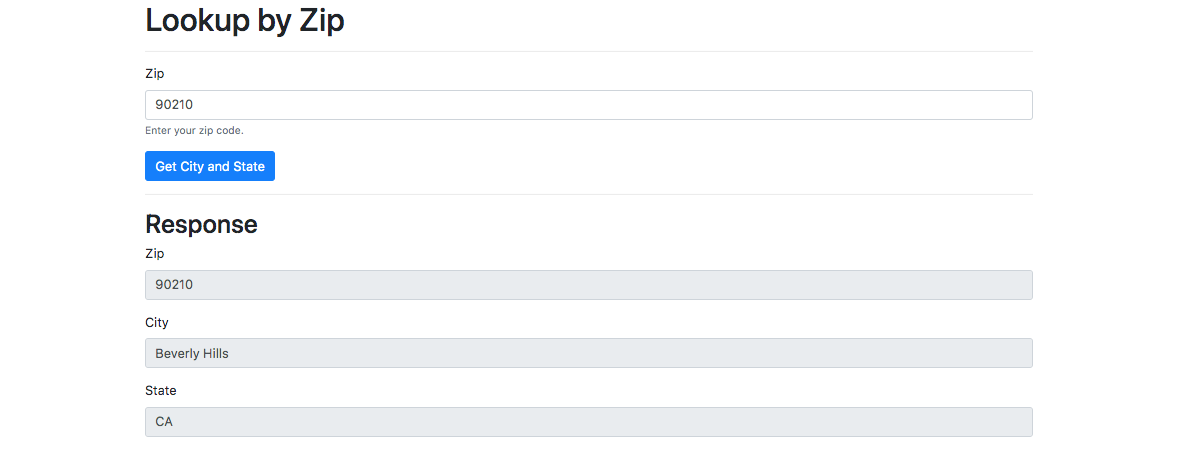 Lookup by Zip
Zip
90210
Enter your zip code.
Get City and State
Response
Zip
90210
City
Beverly Hills
State
CA